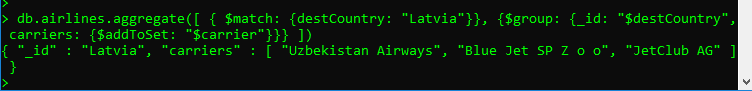 >
> db.airlines.aggregate([ { $match: {destCountry: "Latvia"}}, {$group: {_id: "$destCountry",
carriers: {$addToSet: "$carrier"}}} ])
{ "_id" : "Latvia", "carriers" : [ "Uzbekistan Airways", "Blue Jet SP Z o o", "JetClub AG" ]
}
>